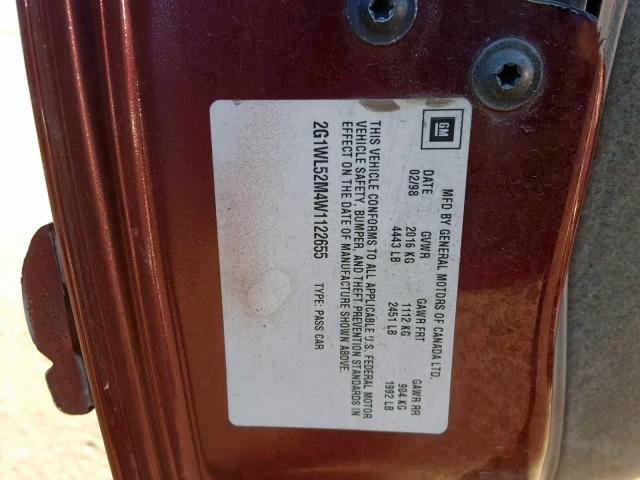 GM
MFD BY GENERAL MOTORS OF CANADA LTD.
DATE GVWR GAWR FRT GAWR RR
02/98 2016 KG 1112 KG 904 KG
4443 LB 2451 LB 1992 LB
THIS VEHICLE CONFORMS TO ALL APPLICABLE U.S. FEDERAL MOTOR
VEHICLE SAFETY, BUMPER, AND THEFT PREVENTION STANDARDS IN
EFFECT ON THE DATE OF MANUFACTURE SHOWN ABOVE.
2G1WL52M4W1122655 TYPE: PASS CAR